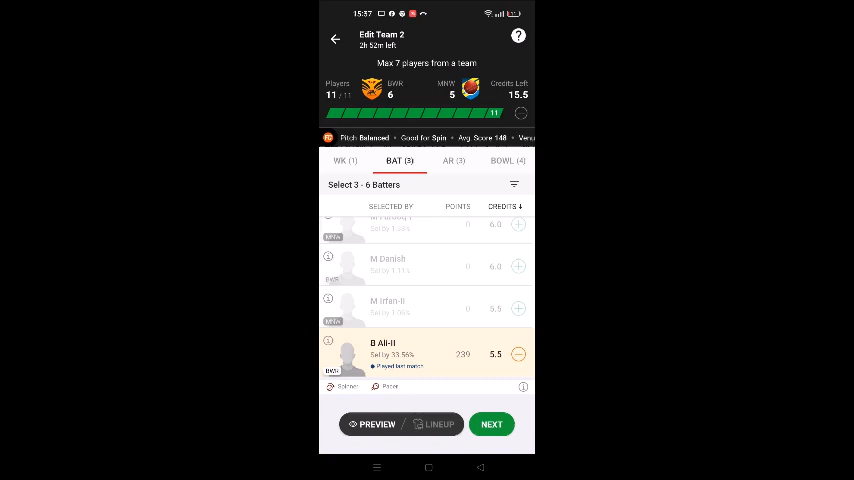 15:37
Edit Team 2
2h 52m left
Max 7 players from a team
Players BWR MNW Credits Left
11 / 11 6 5 15.5
11
Pitch Balanced • Good for Spin • Avg. Score 148 • Venu
WK (1) BAT (3) AR (3) BOWL (4)
Select 3 - 6 Batters
SELECTED BY POINTS CREDITS ↓
0 6.0
MNW
M Danish
Sel by 1.11% 0 6.0
BWR
M Irfan-II
0 5.5
MNW
B Ali-II
Sel by 33.56% 239 5.5
Played last match
BWR
Spinner Pacer
PREVIEW / LINEUP NEXT